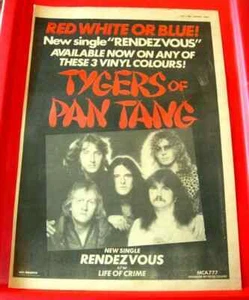 RED WHITE OR BLUE!
New single "RENDEZVOUS"
AVAILABLE NOW ON ANY OF
THESE 3 VINYL COLOURS!
TYGERS OF
PAN TANG
NEW SINGLE
RENDEZVOUS
LIFE OF CRIME
MCA 777